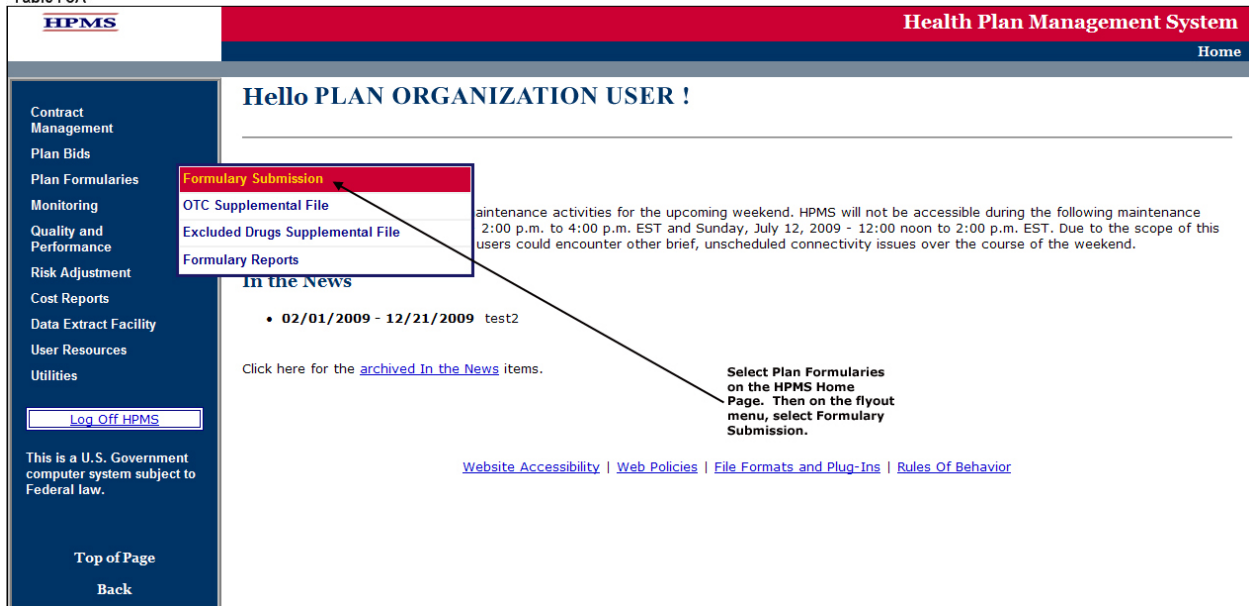 HPMS
Health Plan Management System
Home
Contract
Management
Plan Bids
Plan Formularies
Monitoring
Quality and
Performance
Risk Adjustment
Cost Reports
Data Extract Facility
User Resources
Utilities
Log Off HPMS
This is a U.S. Government
computer system subject to
Federal law.
Top of Page
Back
Hello PLAN ORGANIZATION USER !
Formulary Submission
OTC Supplemental File
Excluded Drugs Supplemental File
Formulary Reports
aintenance activities for the upcoming weekend. HPMS will not be accessible during the following maintenance
2:00 p.m. to 4:00 p.m. EST and Sunday, July 12, 2009 - 12:00 noon to 2:00 p.m. EST. Due to the scope of this
users could encounter other brief, unscheduled connectivity issues over the course of the weekend.
In the News
• 02/01/2009 - 12/21/2009 test2
Click here for the archived In the News items.
Select Plan Formularies
on the HPMS Home
Page. Then on the flyout
menu, select Formulary
Submission.
Website Accessibility | Web Policies | File Formats and Plug-Ins | Rules Of Behavior